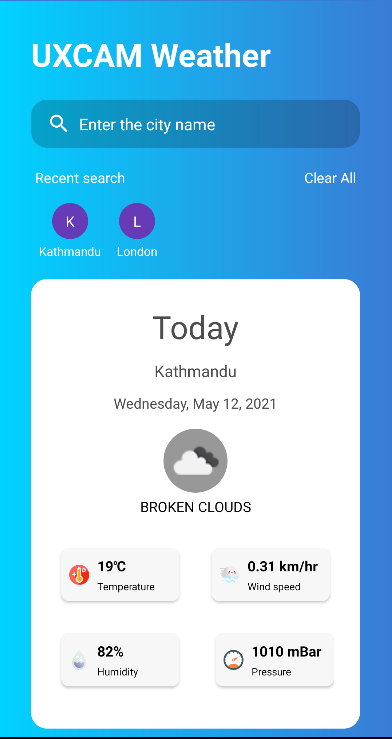 UXCAM Weather
Enter the city name
Recent search Clear All
K L
Kathmandu London
Today
Kathmandu
Wednesday, May 12, 2021
BROKEN CLOUDS
19℃ 0.31 km/hr
Temperature Wind speed
82% 1010 mBar
Humidity Pressure